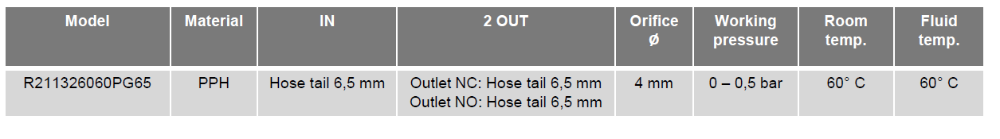 Model Material IN 2 OUT Orifice Ø Working pressure Room temp. Fluid temp.
R211326060PG65 PPH Hose tail 6,5 mm Outlet NC: Hose tail 6,5 mm 4 mm 0 – 0,5 bar 60° C 60° C
Outlet NO: Hose tail 6,5 mm